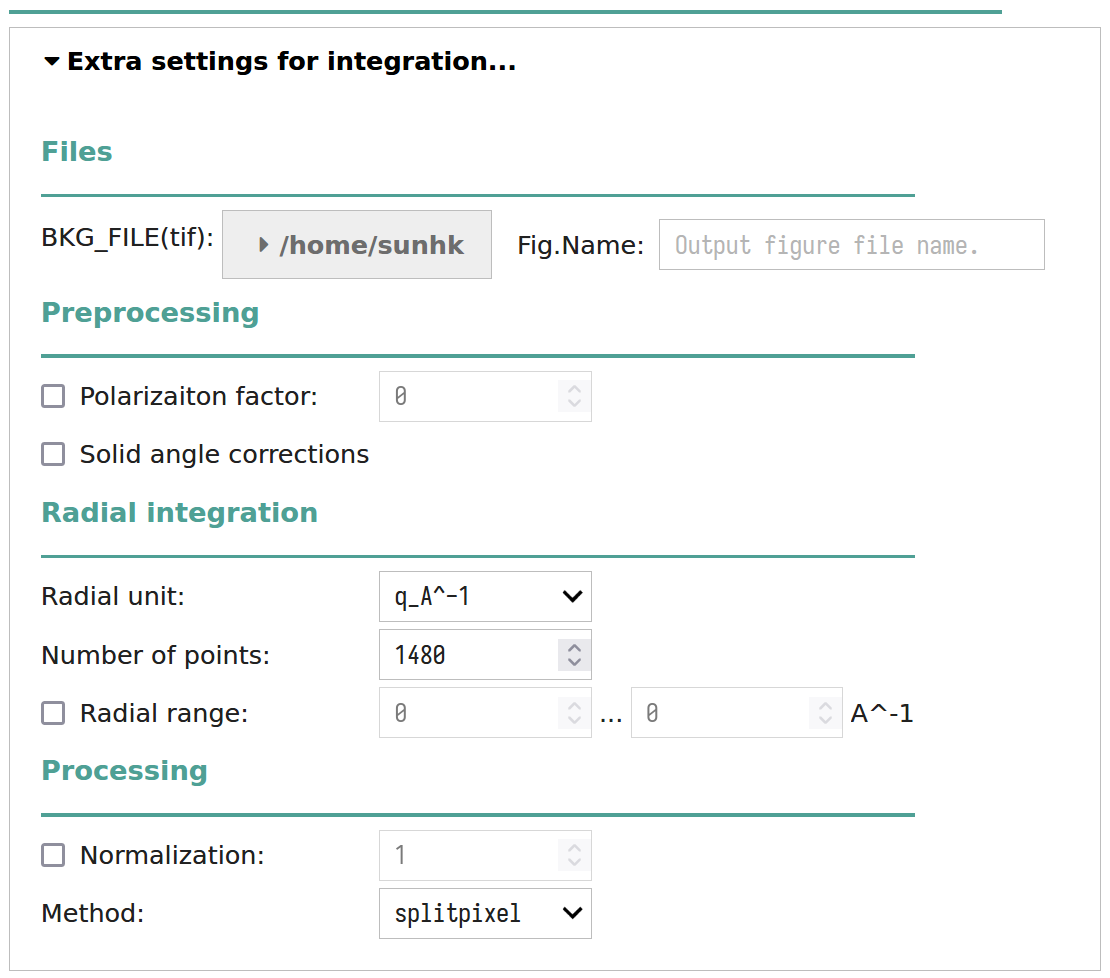 Extra settings for integration...
Files
BKG_FILE(tif): /home/sunhk Fig.Name: Output figure file name.
Preprocessing
Polarizaiton factor: 0
Solid angle corrections
Radial integration
Radial unit: q_A^-1
Number of points: 1480
Radial range: 0 ... 0 A^-1
Processing
Normalization: 1
Method: splitpixel